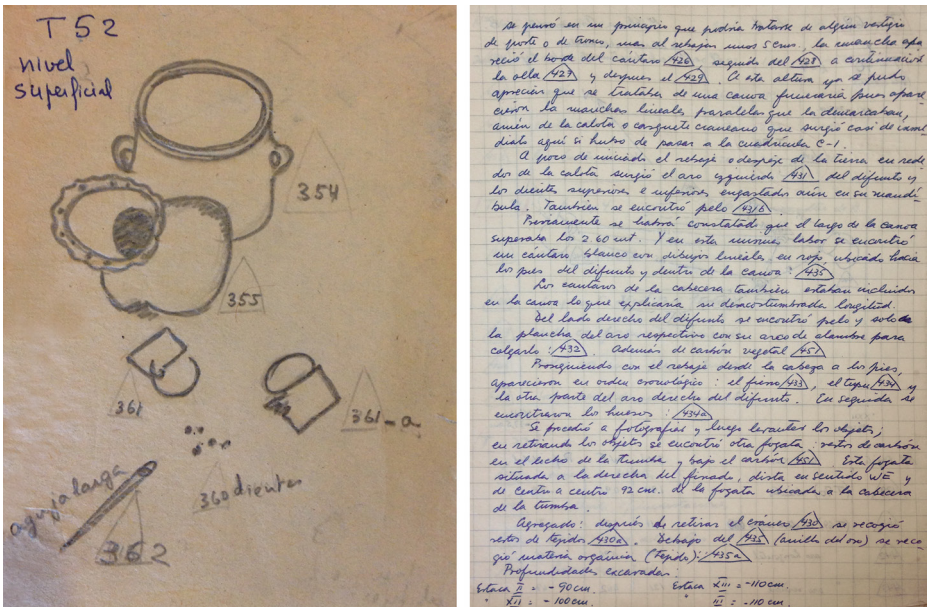 T52
nivel
superficial
354
355
361
361-a
360 dientes
aguja larga
362
se pensó en un principio que podría tratarse de algún vestigio
de poste o de tronco, mas al rebajar unos 5 cms. la mancha apa-
reció el borde del cántaro 426, seguido del 428 a continuación
la olla 427 y despues el 429. A esta altura ya se pudo
apreciar que se trataba de una canoa funeraria pues apare-
cieron las manchas lineales paralelas que la demarcaban,
amén de la calota o casquete craneano que surgió casi de inme-
diato aquí si hubo de pasar a la cuadrícula C-1.
A poco de iniciado el rebaje o despeje de la tierra en rede-
dor de la calota surgió el aro izquierdo 431 del difunto y
los dientes superiores e inferiores engastados aún en su mandí-
bula. También se encontró pelo 431b.
Previamente se había constatado que el largo de la canoa
superaba los 2.60 mt. Y en esta misma labor se encontró
un cántaro blanco con dibujos lineales en rojo ubicado hacia
los pies del difunto y dentro de la canoa: 435
Los cántaros de la cabecera también estaban incluidos
en la canoa lo que explicaría su desacostumbrada longitud.
Del lado derecho del difunto se encontró pelo y solo
la plancha del aro respectivo con su arco de alambre para
colgarlo: 432. Además de carbón vegetal 451
Prosiguiendo con el rebaje desde la cabeza a los pies,
aparecieron en orden cronológico: el fierro 433, el tupu 434 y
la otra parte del aro derecho del difunto. En seguida se
encontraron los huesos: 434a
Se procedió a fotografiar y luego levantar los objetos;
en retirando los objetos se encontró otra fogata: restos de carbón
en el lecho de la tumba y bajo el carbón 451. Esta fogata
situada a la derecha del finado, dista en sentido WE y
de centro a centro 92 cm. de la fogata ubicada a la cabecera
de la tumba.
Agregado: después de retirar el cráneo 430 se recogió
restos de tejidos 430a. Debajo del 435 (anillo del oso) se reco-
gió materia orgánica (Tejido): 435a
Profundidades excavadas:
Estaca II = -90 cm. Estaca XIII = -110 cm.
" XII = -100 cm. " III = -110 cm.